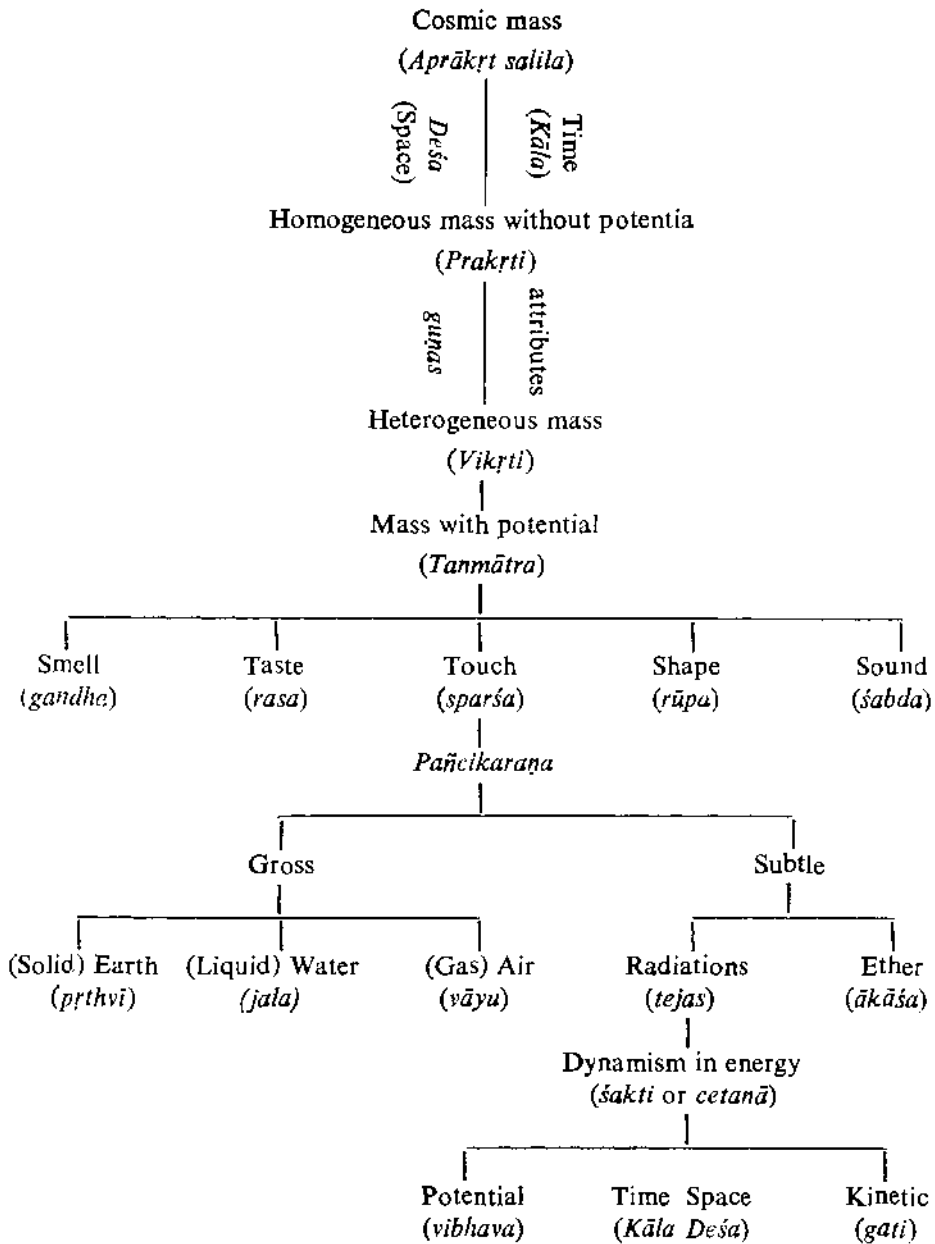 Cosmic mass
(Aprākṛt salila)
Deśa
(Space)
Time
(Kāla)
Homogeneous mass without potentia
(Prakṛti)
guṇas
attributes
Heterogeneous mass
(Vikṛti)
Mass with potential
(Tanmātra)
Smell Taste Touch Shape Sound
(gandha) (rasa) (sparśa) (rūpa) (śabda)
Pañcikaraṇa
Gross Subtle
(Solid) Earth (Liquid) Water (Gas) Air Radiations Ether
(pṛthvī) (jala) (vāyu) (tejas) (ākāśa)
Dynamism in energy
(śakti or cetanā)
Potential Time Space Kinetic
(vibhava) (Kāla Deśa) (gati)